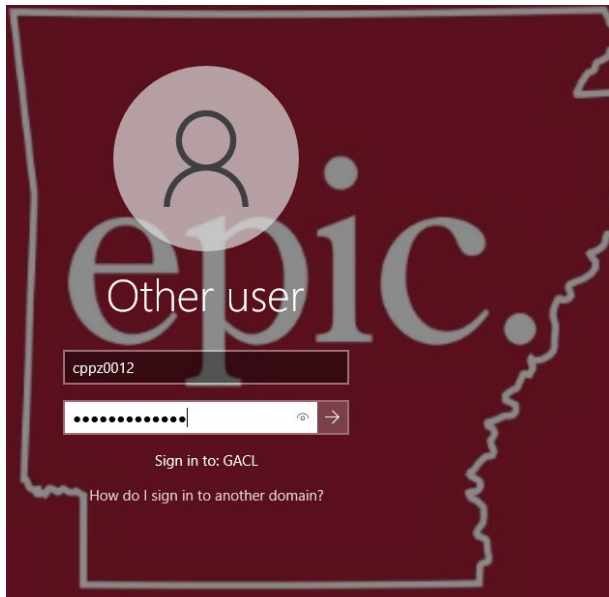 epic.
Other user
cppz0012
●●●●●●●●●●●●●
Sign in to: GACL
How do I sign in to another domain?